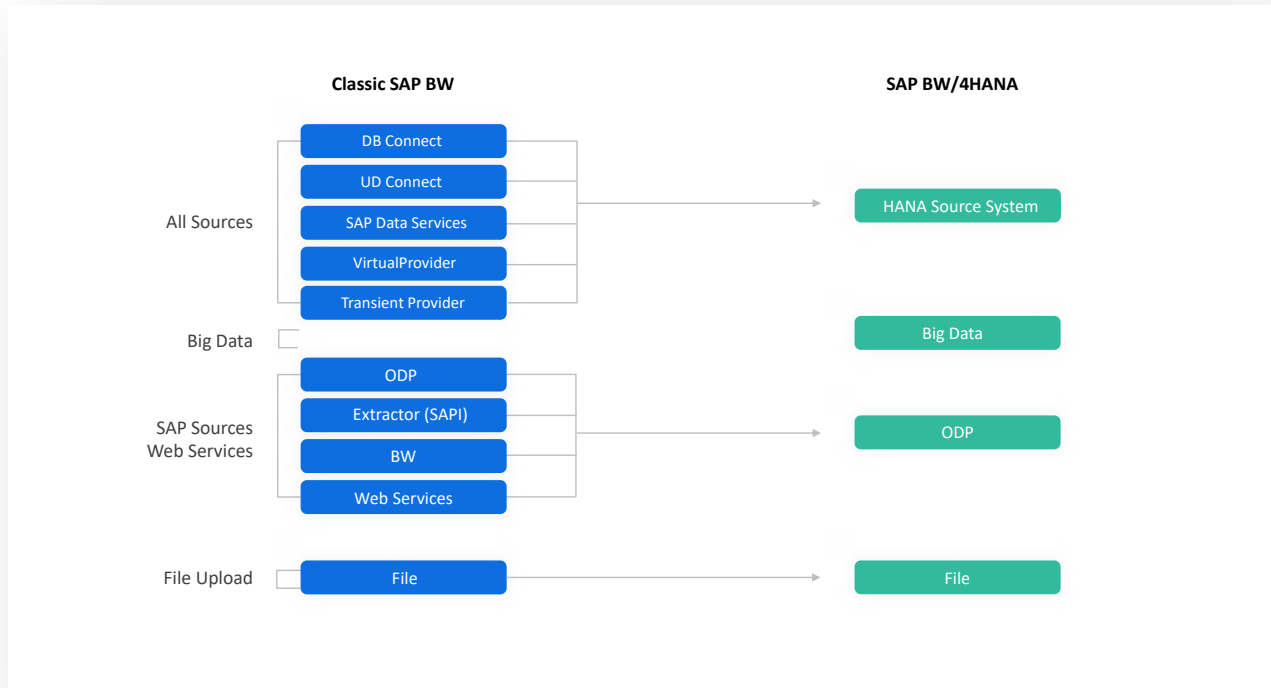 Classic SAP BW
SAP BW/4HANA
All Sources
DB Connect
UD Connect
SAP Data Services
VirtualProvider
Transient Provider
HANA Source System
Big Data
Big Data
SAP Sources
Web Services
ODP
Extractor (SAPI)
BW
Web Services
ODP
File Upload
File
File